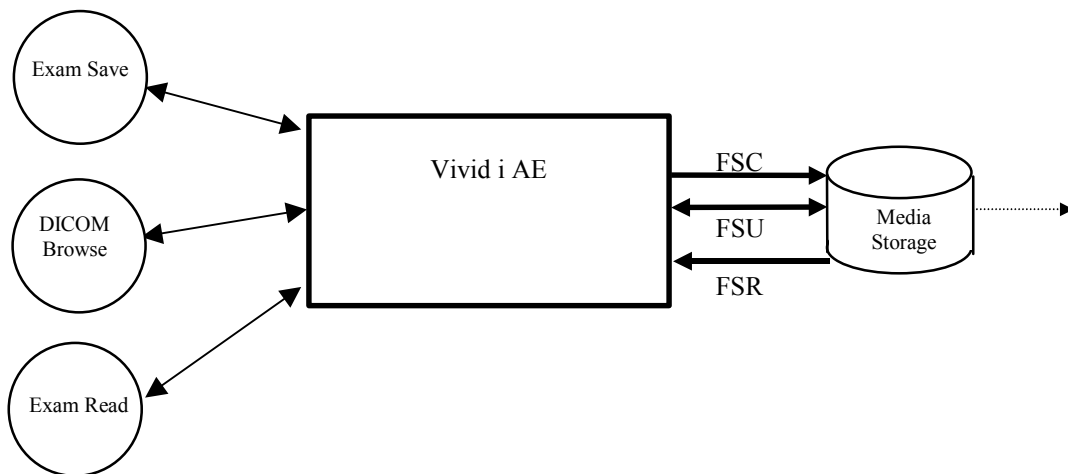 Exam Save
DICOM
Browse
Exam Read
Vivid i AE
FSC
FSU
FSR
Media
Storage